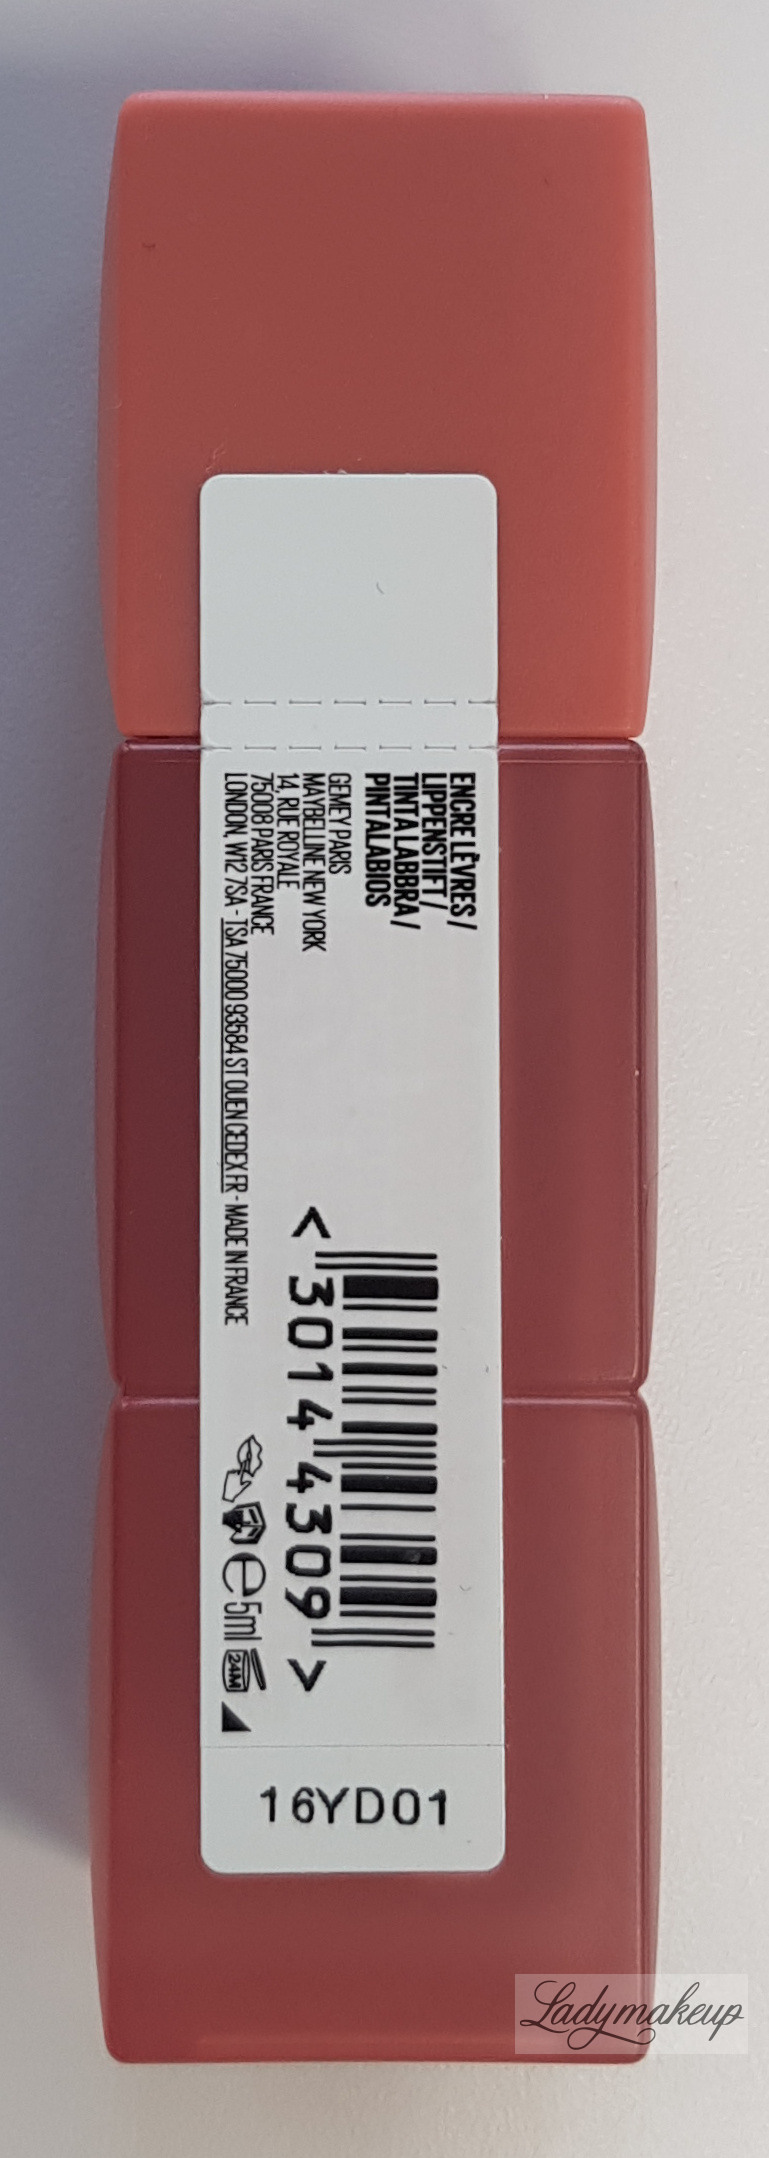 ENCRE LÈVRES/
LIPPENSTIFT/
TINTA LABBRA/
PINTALABIOS
GEMEY PARIS
MAYBELLINE NEW YORK
14, RUE ROYALE
75008 PARIS FRANCE
LONDON, W12 7SA - TSA 75000 93584 ST OUEN CEDEX FR - MADE IN FRANCE
< 3014 4309 >
e 5ml 24M
16YD01
Ladymakeup